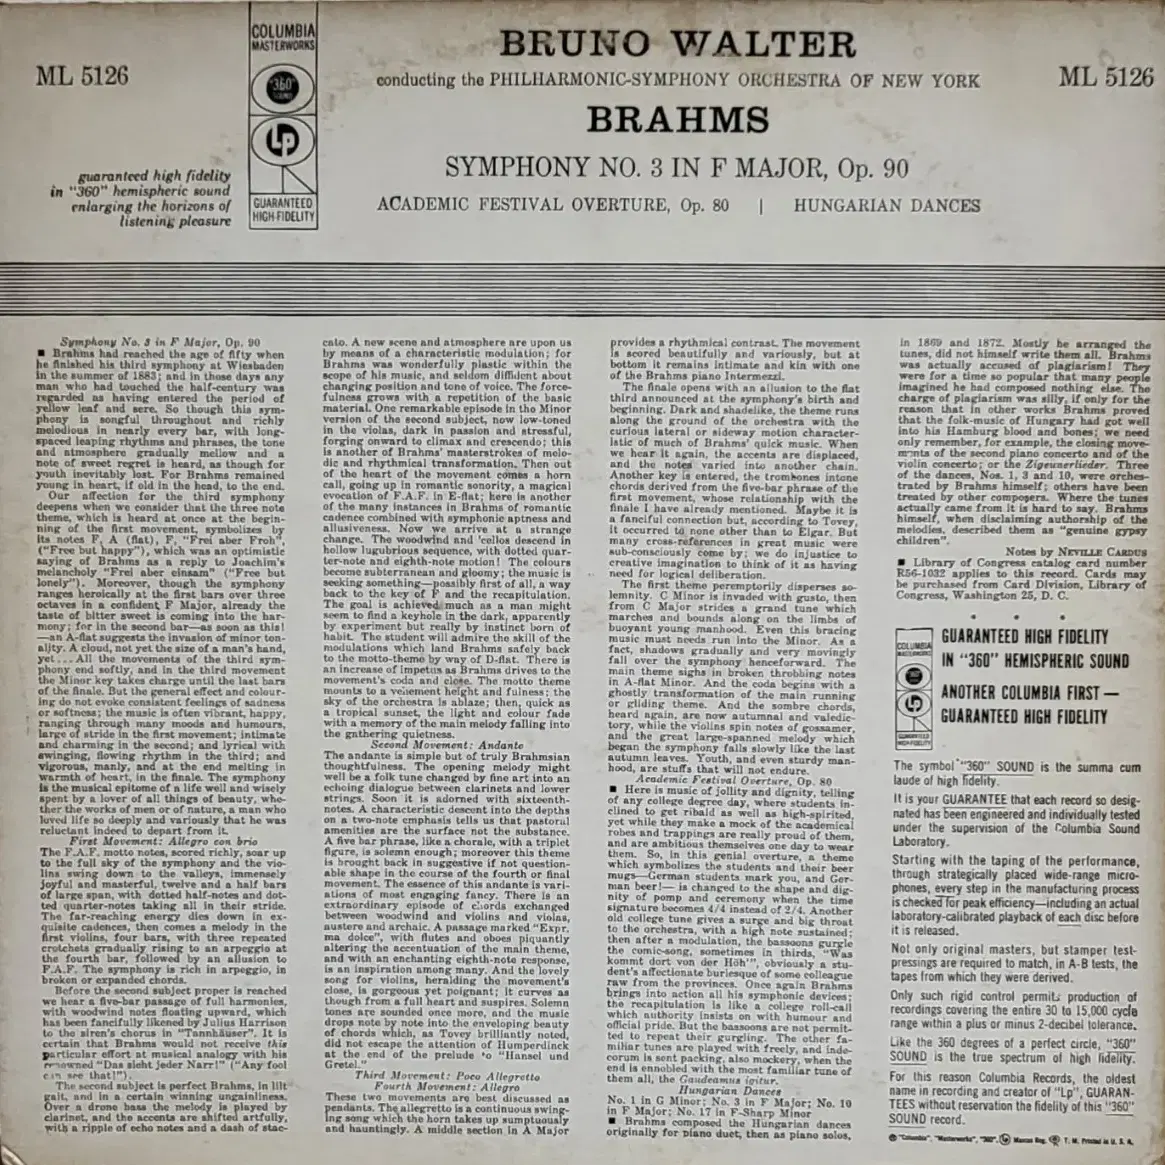 COLUMBIA
MASTERWORKS
360
SOUND
LP
GUARANTEED
HIGH-FIDELITY
ML 5126
guaranteed high fidelity
in "360" hemispheric sound
enlarging the horizons of
listening pleasure
BRUNO WALTER
conducting the PHILHARMONIC-SYMPHONY ORCHESTRA OF NEW YORK
ML 5126
BRAHMS
SYMPHONY NO. 3 IN F MAJOR, Op. 90
ACADEMIC FESTIVAL OVERTURE, Op. 80 | HUNGARIAN DANCES
Symphony No. 3 in F Major, Op. 90
■ Brahms had reached the age of fifty when
he finished his third symphony at Wiesbaden
in the summer of 1883; and in those days any
man who had touched the half-century was
regarded as having entered the period of
yellow leaf and sere. So though this sym-
phony is songful throughout and richly
melodious in nearly every bar, with long-
spaced leaping rhythms and phrases, the tone
and atmosphere gradually mellow and a
note of sweet regret is heard, as though for
youth inevitably lost. For Brahms remained
young in heart, if old in the head, to the end.
Our affection for the third symphony
deepens when we consider that the three note
theme, which is heard at once at the begin-
ning of the first movement, symbolizes by
its notes F, A (flat), F, "Frei aber Froh",
("Free but happy"), which was an optimistic
saying of Brahms as a reply to Joachim's
melancholy "Frei aber einsam" ("Free but
lonely"). Moreover, though the symphony
ranges heroically at the first bars over three
octaves in a confident F Major, already the
taste of bitter sweet is coming into the har-
mony; for in the second bar—as soon as this!
—an A-flat suggests the invasion of minor ton-
ality. A cloud, not yet the size of a man's hand,
yet . . . All the movements of the third sym-
phony end softly, and in the third movement
the Minor key takes charge until the last bars
of the finale. But the general effect and colour-
ing do not evoke consistent feelings of sadness
or softness; the music is often vibrant, happy,
ranging through many moods and humours,
large of stride in the first movement; intimate
and charming in the second; and lyrical with
swinging, flowing rhythm in the third; and
vigorous, manly, and at the end melting in
warmth of heart, in the finale. The symphony
is the musical epitome of a life well and wisely
spent by a lover of all things of beauty, whe-
ther the works of men or of nature, a man who
loved life so deeply and variously that he was
reluctant indeed to depart from it.
First Movement: Allegro con brio
The F.A.F. motto notes, scored richly, soar up
to the full sky of the symphony and the vio-
lins swing down to the valleys, immensely
joyful and masterful, twelve and a half bars
of large span, with dotted half-notes and dot-
ted quarter-notes taking all in their stride.
The far-reaching energy dies down in ex-
quisite cadences, then comes a melody in the
first violins, four bars, with three repeated
crotchets gradually rising to an arpeggio at
the fourth bar, followed by an allusion to
F.A.F. The symphony is rich in arpeggio, in
broken or expanded chords.
Before the second subject proper is reached
we hear a five-bar passage of full harmonies,
with woodwind notes floating upward, which
has been fancifully likened by Julius Harrison
to the siren's chorus in "Tannhäuser". It is
certain that Brahms would not receive this
particular effort at musical analogy with his
renowned "Das sieht jeder Narr!" ("Any fool
can see that!").
The second subject is perfect Brahms, in lilt
gait, and in a certain winning ungainliness.
Over a drone bass the melody is played by
clarinet, and the accents are shifted artfully,
with a ripple of echo notes and a dash of stac-
cato. A new scene and atmosphere are upon us
by means of a characteristic modulation; for
Brahms was wonderfully plastic within the
scope of his music, and seldom diffident about
changing position and tone of voice. The force-
fulness grows with a repetition of the basic
material. One remarkable episode in the Minor
version of the second subject, now low-toned
in the violas, dark in passion and stressful,
forging onward to climax and crescendo; this
is another of Brahms' masterstrokes of melo-
dic and rhythmical transformation. Then out
of the heart of the movement comes a horn
call, going up in romantic sonority, a magical
evocation of F.A.F. in E-flat; here is another
of the many instances in Brahms of romantic
cadence combined with symphonic aptness and
allusiveness. Now we arrive at a strange
change. The woodwind and 'cellos descend in
hollow lugubrious sequence, with dotted quar-
ter-note and eighth-note motion! The colours
become subterranean and gloomy; the music is
seeking something—possibly first of all, a way
back to the key of F and the recapitulation.
The goal is achieved much as a man might
seem to find a keyhole in the dark, apparently
by experiment but really by instinct born of
habit. The student will admire the skill of the
modulations which land Brahms safely back
to the motto-theme by way of D-flat. There is
an increase of impetus as Brahms drives to the
movement's coda and close. The motto theme
mounts to a vehement height and fulness; the
sky of the orchestra is ablaze; then, quick as
a tropical sunset, the light and colour fade
with a memory of the main melody falling into
the gathering quietness.
Second Movement: Andante
The andante is simple but of truly Brahmsian
thoughtfulness. The opening melody might
well be a folk tune changed by fine art into an
echoing dialogue between clarinets and lower
strings. Soon it is adorned with sixteenth-
notes. A characteristic descent into the depths
on a two-note emphasis tells us that pastoral
amenities are the surface not the substance.
A five bar phrase, like a chorale, with a triplet
figure, is solemn enough; moreover this theme
is brought back in suggestive if not question-
able shape in the course of the fourth or final
movement. The essence of this andante is vari-
ations of most engaging fancy. There is an
extraordinary episode of chords exchanged
between woodwind and violins and violas,
austere and archaic. A passage marked "Expr.
ma dolce", with flutes and oboes piquantly
altering the accentuation of the main theme,
and with an enchanting eighth-note response,
is an inspiration among many. And the lovely
song for violins, heralding the movement's
close, is gorgeous yet poignant; it curves as
though from a full heart and suspires. Solemn
tones are sounded once more, and the music
drops note by note into the enveloping beauty
of chords which, as Tovey brilliantly noted,
did not escape the attention of Humperdinck
at the end of the prelude to "Hansel und
Gretel."
Third Movement: Poco Allegretto
Fourth Movement: Allegro
These two movements are best discussed as
pendants. The allegretto is a continuous swing-
ing song which the horn takes up sumptuously
and hauntingly. A middle section in A Major
provides a rhythmical contrast. The movement
is scored beautifully and variously, but at
bottom it remains intimate and kin with one
of the Brahms piano Intermezzi.
The finale opens with an allusion to the flat
third announced at the symphony's birth and
beginning. Dark and shadelike, the theme runs
along the ground of the orchestra with the
curious lateral or sideway motion character-
istic of much of Brahms' quick music. When
we hear it again, the accents are displaced,
and the notes varied into another chain.
Another key is entered, the trombones intone
chords derived from the five-bar phrase of the
first movement, whose relationship with the
finale I have already mentioned. Maybe it is
a fanciful connection but, according to Tovey,
it occurred to none other than to Elgar. But
many cross-references in great music were
sub-consciously come by; we do injustice to
creative imagination to think of it as having
need for logical deliberation.
The first theme peremptorily disperses so-
lemnity. C Minor is invaded with gusto, then
from C Major strides a grand tune which
marches and bounds along on the limbs of
buoyant young manhood. Even this bracing
music must needs run into the Minor. As a
fact, shadows gradually and very movingly
fall over the symphony henceforward. The
main theme sighs in broken throbbing notes
in A-flat Minor. And the coda begins with a
ghostly transformation of the main running
or gliding theme. And the sombre chords,
heard again, are now autumnal and valedic-
tory, while the violins spin notes of gossamer,
and the great large-spanned melody which
began the symphony falls slowly like the last
autumn leaves. Youth, and even sturdy man-
hood, are stuffs that will not endure.
Academic Festival Overture, Op. 80
■ Here is music of jollity and dignity, telling
of any college degree day, where students in-
clined to get ribald as well as high-spirited,
yet while they make a mock of the academical
robes and trappings are really proud of them,
and are ambitious themselves one day to wear
them. So, in this genial overture, a theme
which symbolizes the students and their beer
mugs—German students mark you, and Ger-
man beer!— is changed to the shape and dig-
nity of pomp and ceremony when the time
signature becomes 4/4 instead of 2/4. Another
old college tune gives a surge and big throat
to the orchestra, with a high note sustained;
then after a modulation, the bassoons gurgle
the comic-song, sometimes in thirds, "Was
kommt dort von der Höh'", obviously a stu-
dent's affectionate burlesque of some colleague
raw from the provinces. Once again Brahms
brings into action all his symphonic devices;
the recapitulation is like a college roll-call
which authority insists on with humour and
official pride. But the bassoons are not permit-
ted to repeat their gurgling. The other fa-
miliar tunes are played with freely, and inde-
corum is sent packing, also mockery, when the
end is ennobled with the most familiar tune of
them all, the Gaudeamus igitur.
Hungarian Dances
No. 1 in G Minor; No. 3 in F Major; No. 10
in F Major; No. 17 in F-Sharp Minor
■ Brahms composed the Hungarian dances
originally for piano duet, then as piano solos,
in 1869 and 1872. Mostly he arranged the
tunes, did not himself write them all. Brahms
was actually accused of plagiarism! They
were for a time so popular that many people
imagined he had composed nothing else. The
charge of plagiarism was silly, if only for the
reason that in other works Brahms proved
that the folk-music of Hungary had got well
into his Hamburg blood and bones; we need
only remember, for example, the closing move-
ments of the second piano concerto and of the
violin concerto; or the Zigeunerlieder. Three
of the dances, Nos. 1, 3 and 10, were orches-
trated by Brahms himself; others have been
treated by other composers. Where the tunes
actually came from it is hard to say. Brahms
himself, when disclaiming authorship of the
melodies, described them as "genuine gypsy
children".
Notes by NEVILLE CARDUS
■ Library of Congress catalog card number
R56-1032 applies to this record. Cards may
be purchased from Card Division, Library of
Congress, Washington 25, D. C.
• • •
COLUMBIA
MASTERWORKS
LP
GUARANTEED
HIGH-FIDELITY
GUARANTEED HIGH FIDELITY
IN "360" HEMISPHERIC SOUND
ANOTHER COLUMBIA FIRST —
GUARANTEED HIGH FIDELITY
The symbol "360" SOUND is the summa cum
laude of high fidelity.
It is your GUARANTEE that each record so desig-
nated has been engineered and individually tested
under the supervision of the Columbia Sound
Laboratory.
Starting with the taping of the performance,
through strategically placed wide-range micro-
phones, every step in the manufacturing process
is checked for peak efficiency—including an actual
laboratory-calibrated playback of each disc before
it is released.
Not only original masters, but stamper test-
pressings are required to match, in A-B tests, the
tapes from which they were derived.
Only such rigid control permits production of
recordings covering the entire 30 to 15,000 cycle
range within a plus or minus 2-decibel tolerance.
Like the 360 degrees of a perfect circle, "360"
SOUND is the true spectrum of high fidelity.
For this reason Columbia Records, the oldest
name in recording and creator of "Lp", GUARAN-
TEES without reservation the fidelity of this "360"
SOUND record.
® "Columbia", "Masterworks", "360", LP Marcas Reg. T. M. Printed in U. S. A.